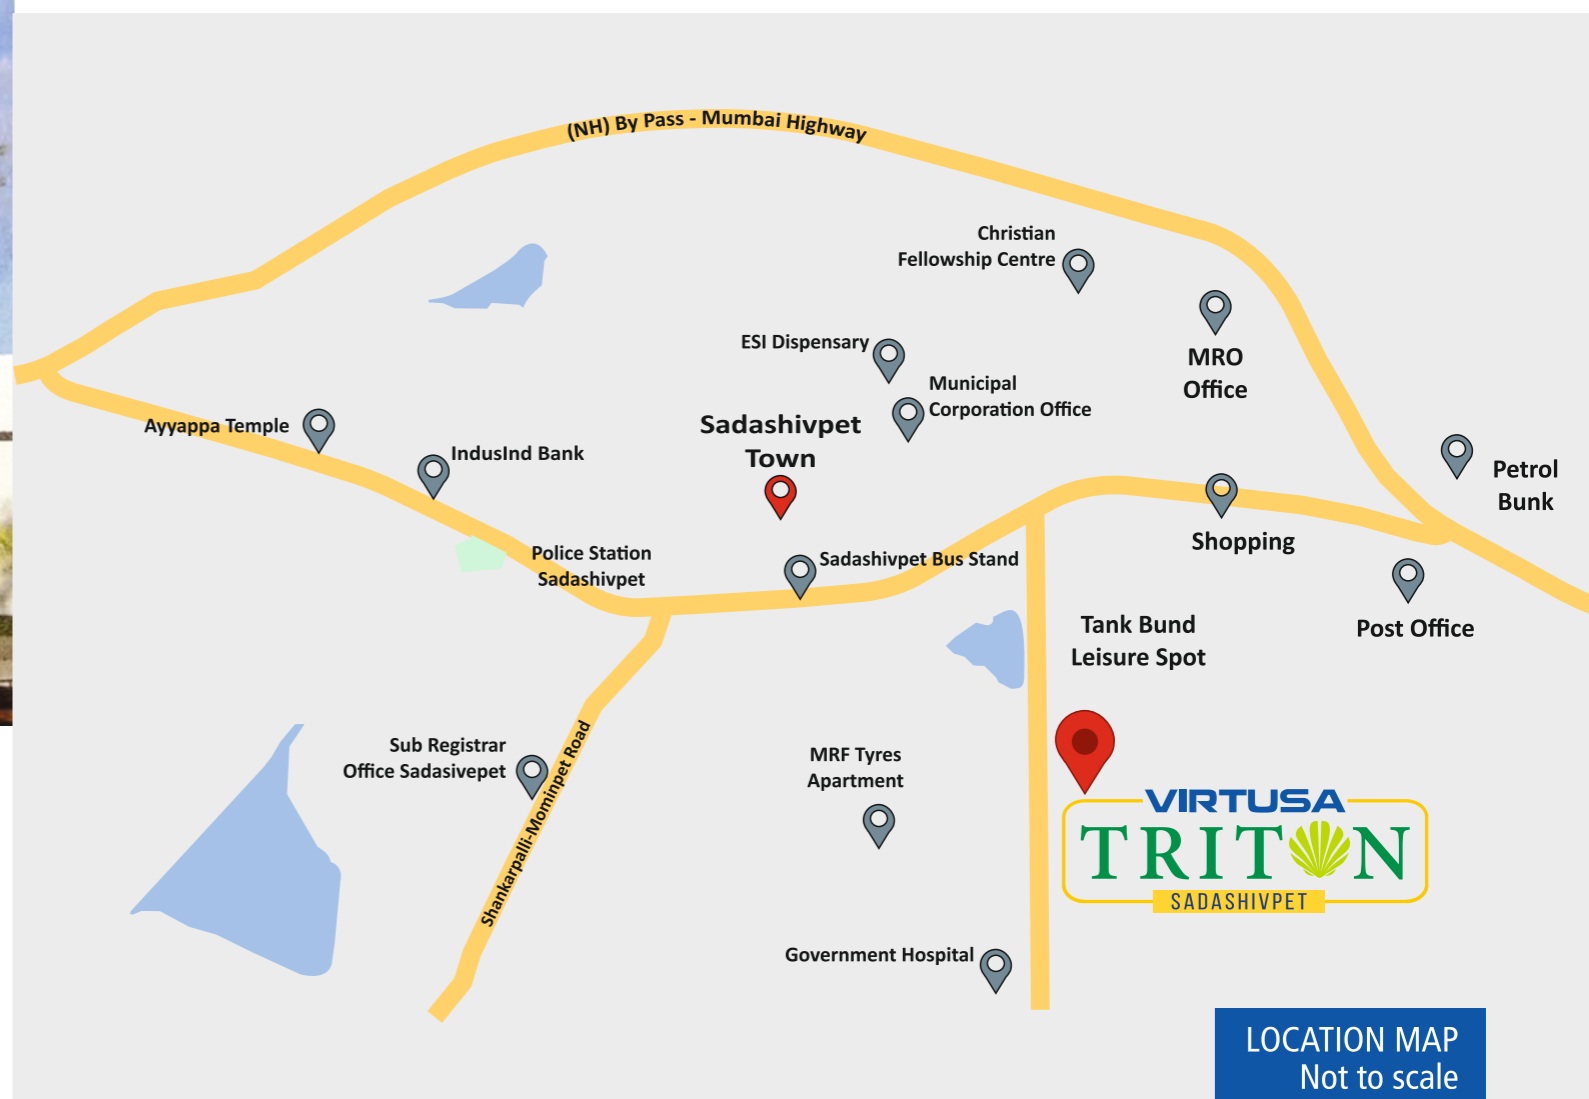 (NH) By Pass - Mumbai Highway
Christian
Fellowship Centre
MRO
Office
ESI Dispensary
Municipal
Corporation Office
Sadashivpet
Town
Ayyappa Temple
IndusInd Bank
Petrol
Bunk
Shopping
Police Station
Sadashivpet
Sadashivpet Bus Stand
Post Office
Tank Bund
Leisure Spot
Sub Registrar
Office Sadasivepet
Shankarpalli-Mominpet Road
MRF Tyres
Apartment
VIRTUSA
TRITON
SADASHIVPET
Government Hospital
LOCATION MAP
Not to scale